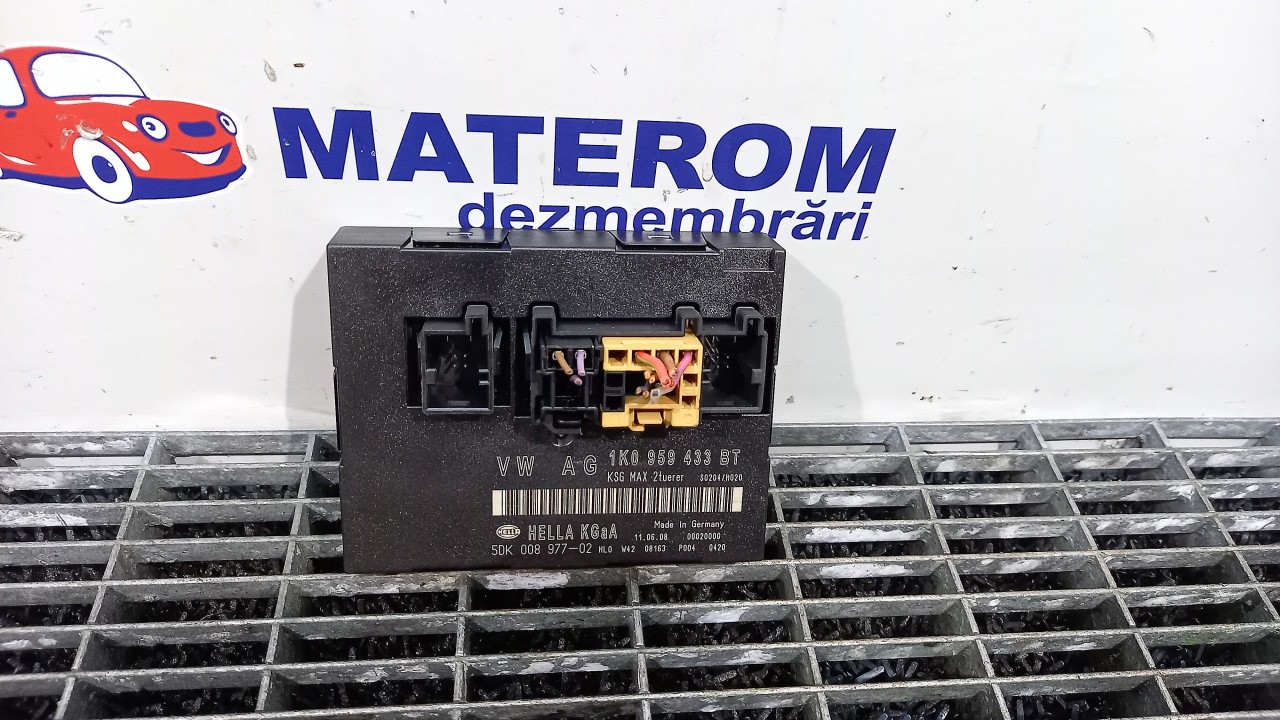 MATEROM
dezmembrări
VW AG 1K0 959 433 BT
KSG MAX 2tuerer S0204/H020
HELLA
HELLA KGaA Made In Germany
11.06.08 00020000
5DK 008 977-02 HL0 W42 08163 P004 0420